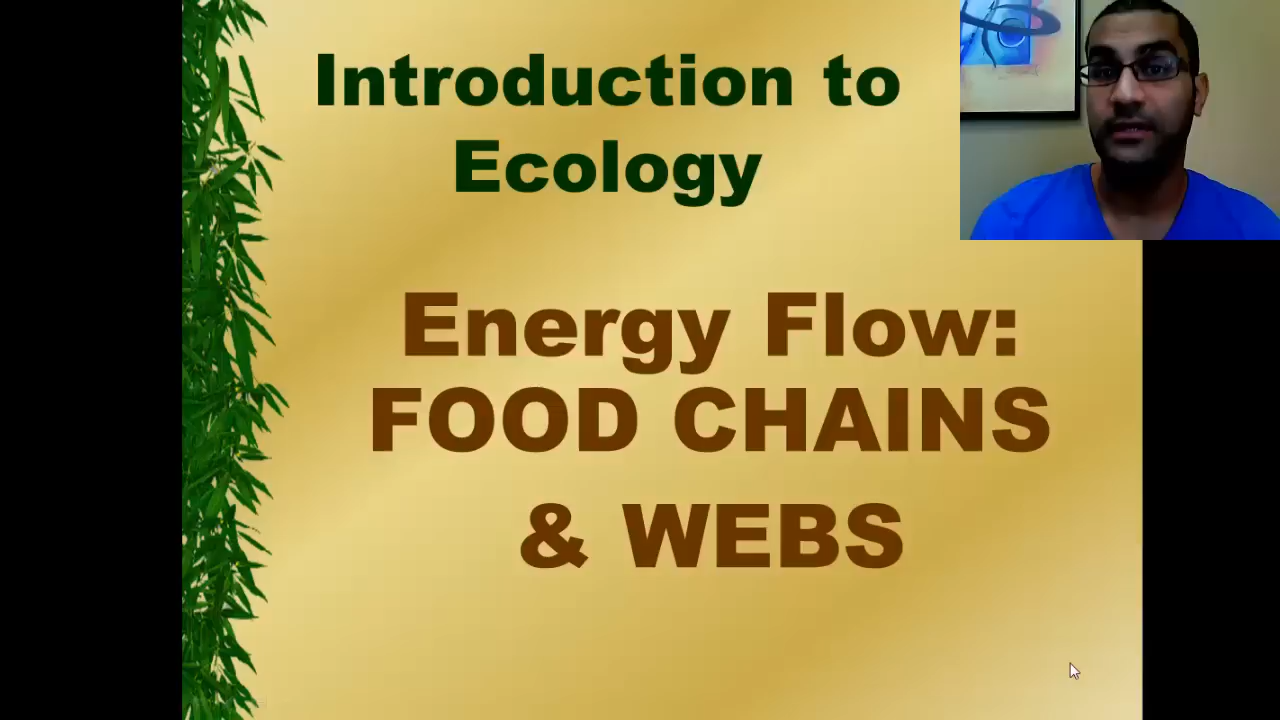 Introduction to
Ecology
Energy Flow:
FOOD CHAINS
& WEBS